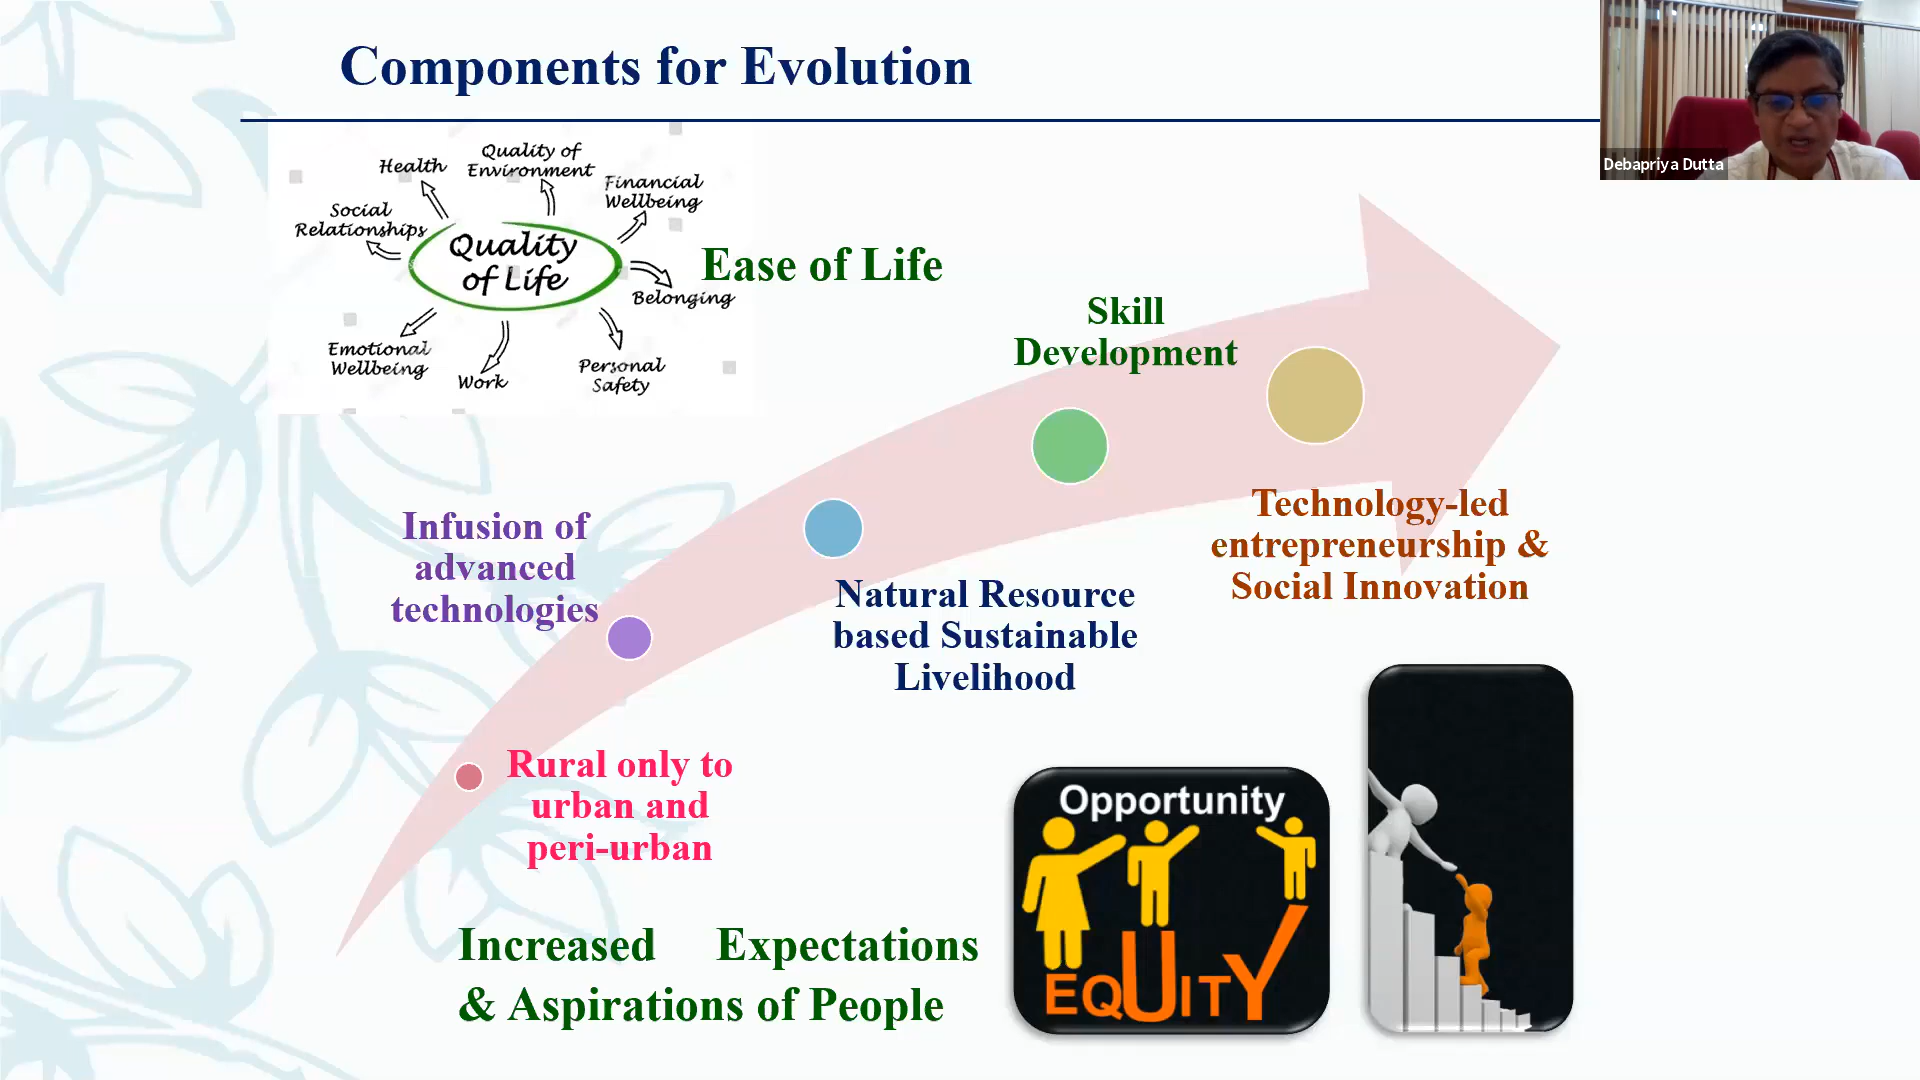 Components for Evolution
Debapriya Dutta
Health
Quality of
Environment
Financial
Wellbeing
Social
Relationships
Quality
of Life
Belonging
Emotional
Wellbeing
Work
Personal
Safety
Ease of Life
Skill
Development
Infusion of
advanced
technologies
Technology-led
entrepreneurship &
Social Innovation
Natural Resource
based Sustainable
Livelihood
Rural only to
urban and
peri-urban
Opportunity
EQUITY
Increased Expectations
& Aspirations of People